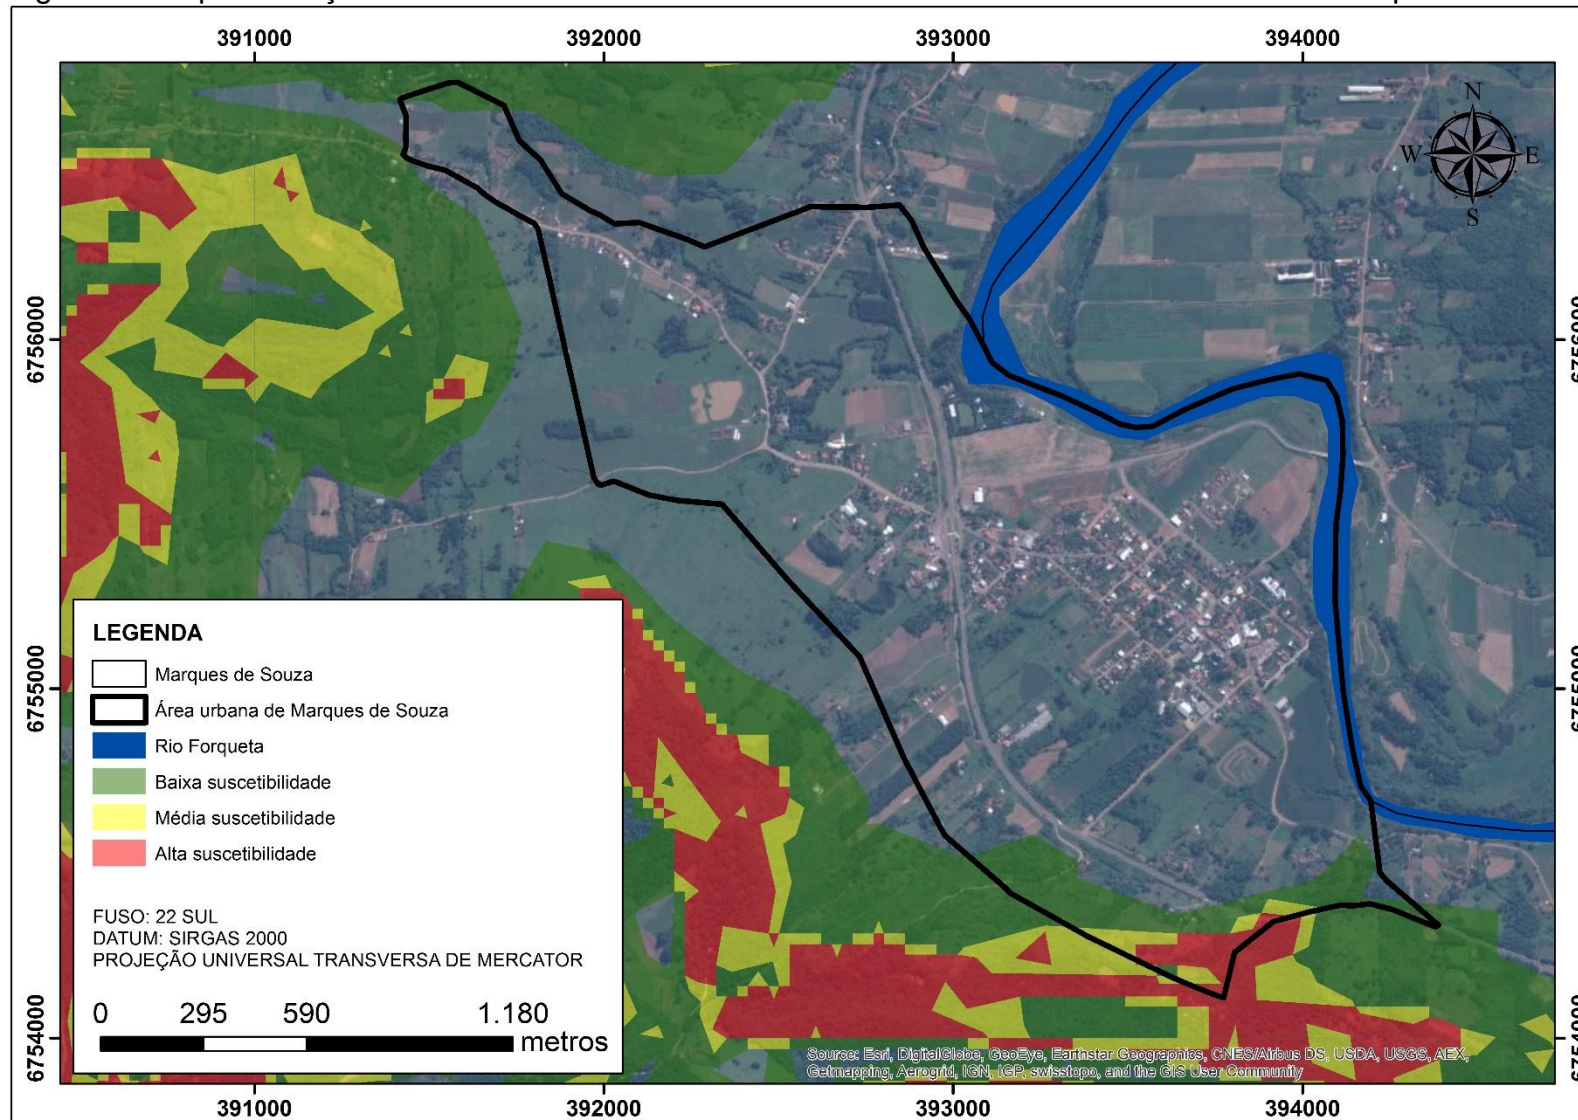 391000 392000 393000 394000
N
W E
S
6756000 6756000
6755000 6755000
6754000 6754000
LEGENDA
Marques de Souza
Área urbana de Marques de Souza
Rio Forqueta
Baixa suscetibilidade
Média suscetibilidade
Alta suscetibilidade
FUSO: 22 SUL
DATUM: SIRGAS 2000
PROJEÇÃO UNIVERSAL TRANSVERSA DE MERCATOR
0 295 590 1.180
metros
Source: Esri, DigitalGlobe, GeoEye, Earthstar Geographics, CNES/Airbus DS, USDA, USGS, AEX,
Getmapping, Aerogrid, IGN, IGP, swisstopo, and the GIS User Community
391000 392000 393000 394000